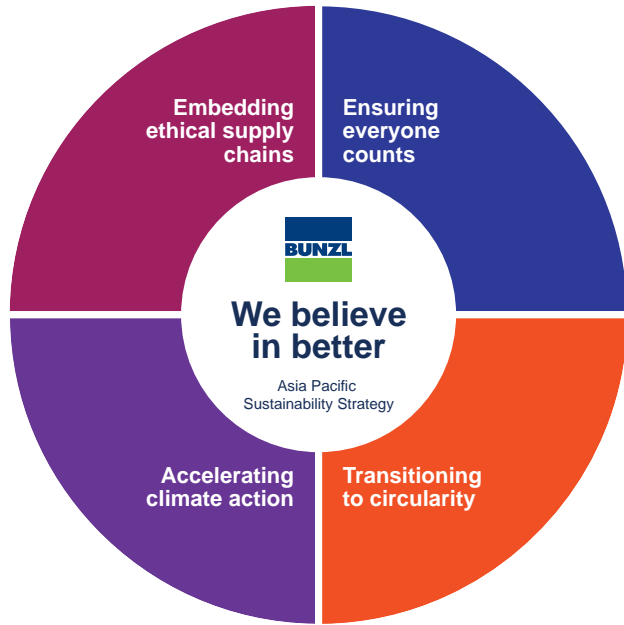 Embedding
ethical supply
chains
Ensuring
everyone
counts
BUNZL
We believe
in better
Asia Pacific
Sustainability Strategy
Accelerating
climate action
Transitioning
to circularity